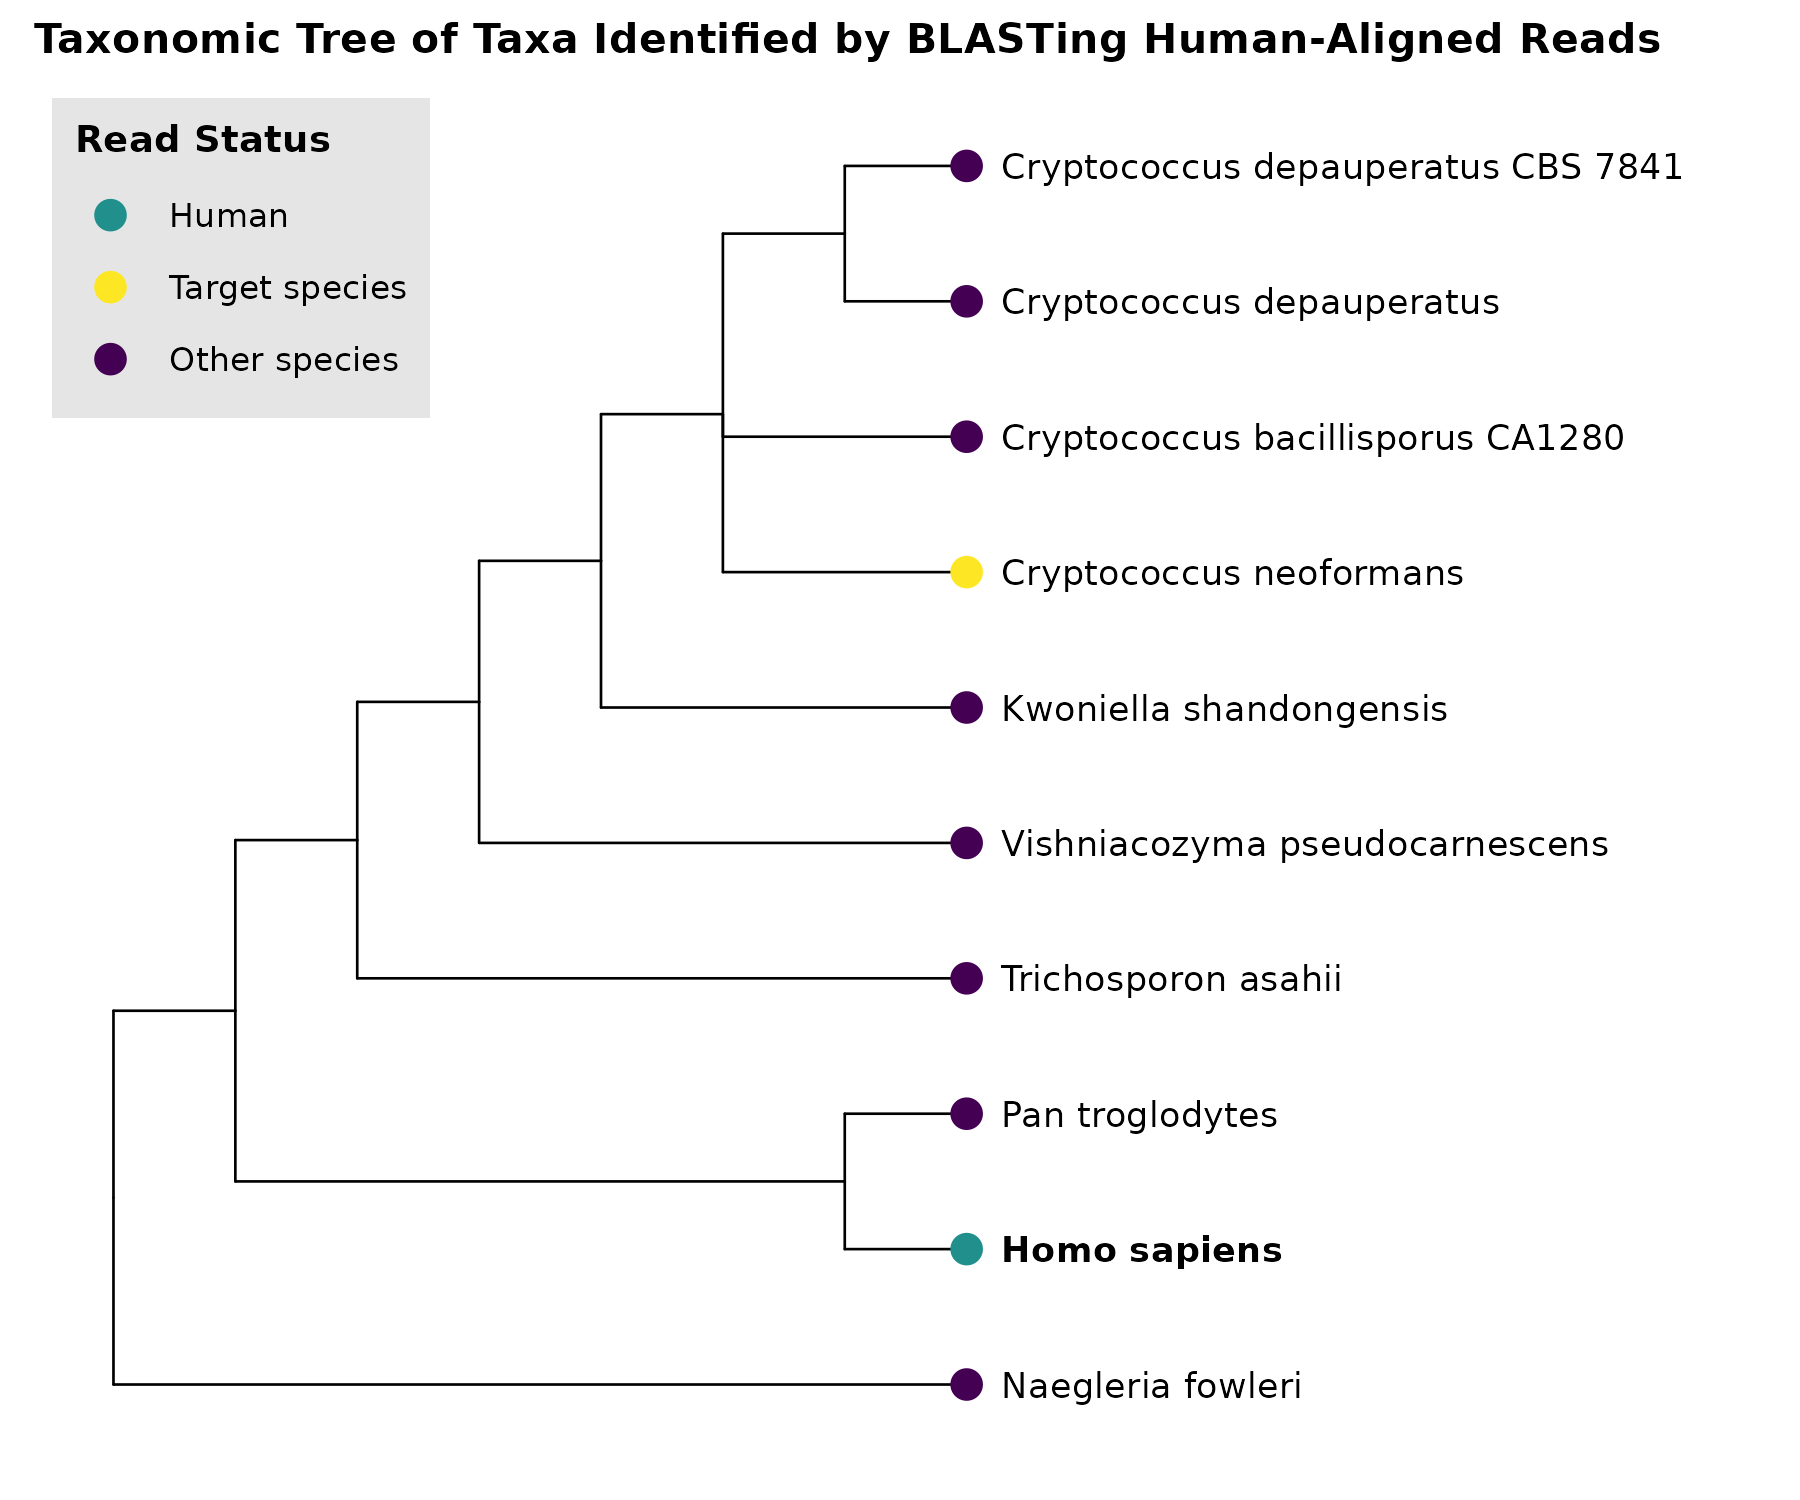 Taxonomic Tree of Taxa Identified by BLASTing Human-Aligned Reads
Read Status
Human
Target species
Other species
Cryptococcus depauperatus CBS 7841
Cryptococcus depauperatus
Cryptococcus bacillisporus CA1280
Cryptococcus neoformans
Kwoniella shandongensis
Vishniacozyma pseudocarnescens
Trichosporon asahii
Pan troglodytes
Homo sapiens
Naegleria fowleri